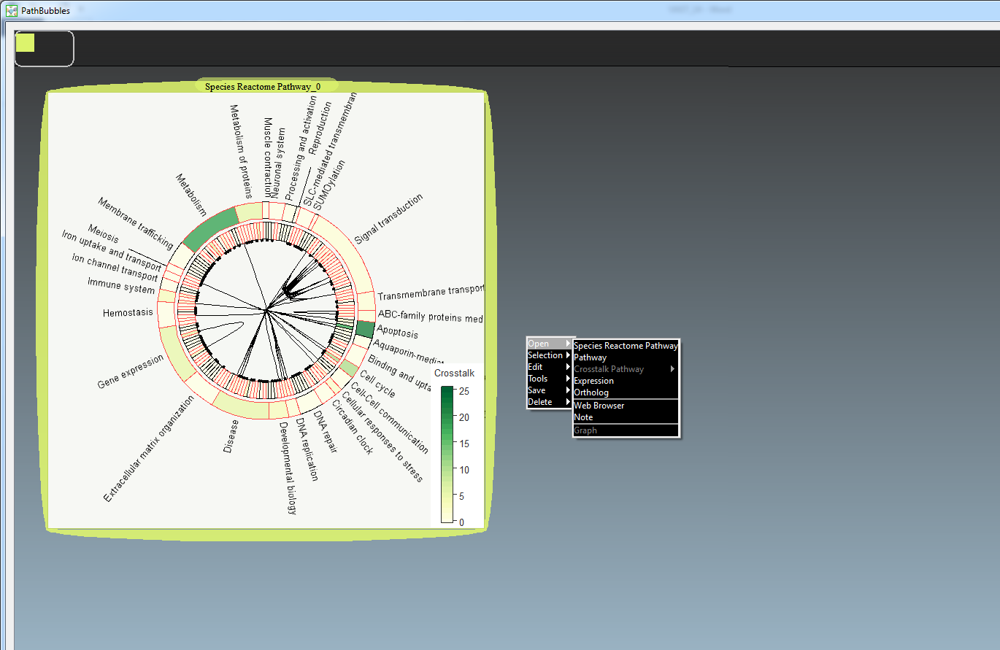 PathBubbles
Species Reactome Pathway_0
Muscle contraction
Neuronal system
Processing and activation
Reproduction
SLC-mediated transmembran
SUMOylation
Signal transduction
Transmembrane transport
ABC-family proteins med
Apoptosis
Aquaporin-mediat
Binding and upta
Cell cycle
Cell-Cell communication
Cellular responses to stress
Circadian clock
DNA repair
DNA replication
Developmental biology
Disease
Extracellular matrix organization
Gene expression
Hemostasis
Immune system
Ion channel transport
Iron uptake and transport
Meiosis
Membrane trafficking
Metabolism
Metabolism of proteins
Crosstalk
25
20
15
10
5
0
Open
Selection
Edit
Tools
Save
Delete
Species Reactome Pathway
Pathway
Crosstalk Pathway
Expression
Ortholog
Web Browser
Note
Graph